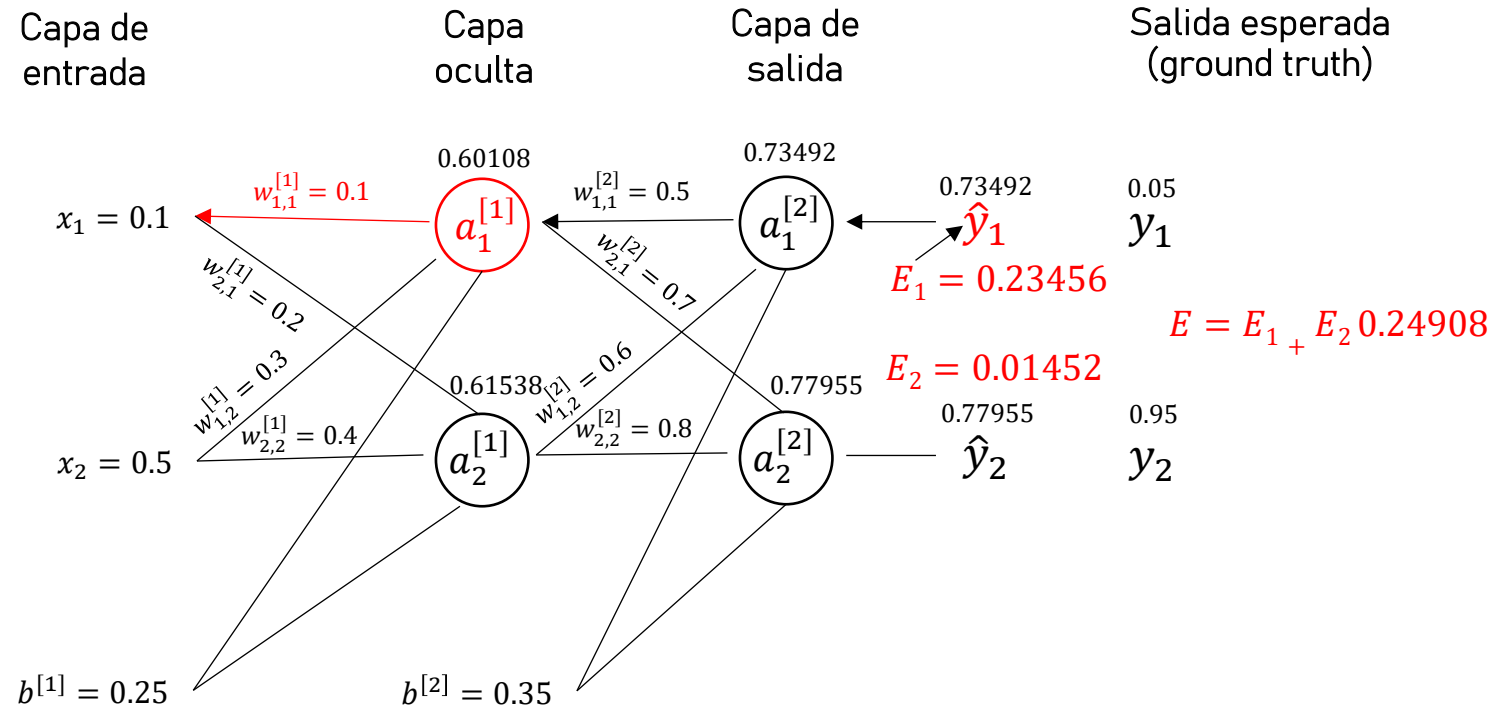 Capa de
entrada
Capa
oculta
Capa de
salida
Salida esperada
(ground truth)
0.60108
0.73492
0.73492
0.05
w_{1,1}^{[1]} = 0.1
w_{1,1}^{[2]} = 0.5
x_1 = 0.1
a_1^{[1]}
a_1^{[2]}
ŷ_1
y_1
w_{2,1}^{[1]} = 0.2
w_{2,1}^{[2]} = 0.7
E_1 = 0.23456
E = E_1 + E_2 0.24908
w_{1,2}^{[1]} = 0.3
w_{1,2}^{[2]} = 0.6
E_2 = 0.01452
0.61538
0.77955
0.77955
0.95
w_{2,2}^{[1]} = 0.4
w_{2,2}^{[2]} = 0.8
x_2 = 0.5
a_2^{[1]}
a_2^{[2]}
ŷ_2
y_2
b^{[1]} = 0.25
b^{[2]} = 0.35